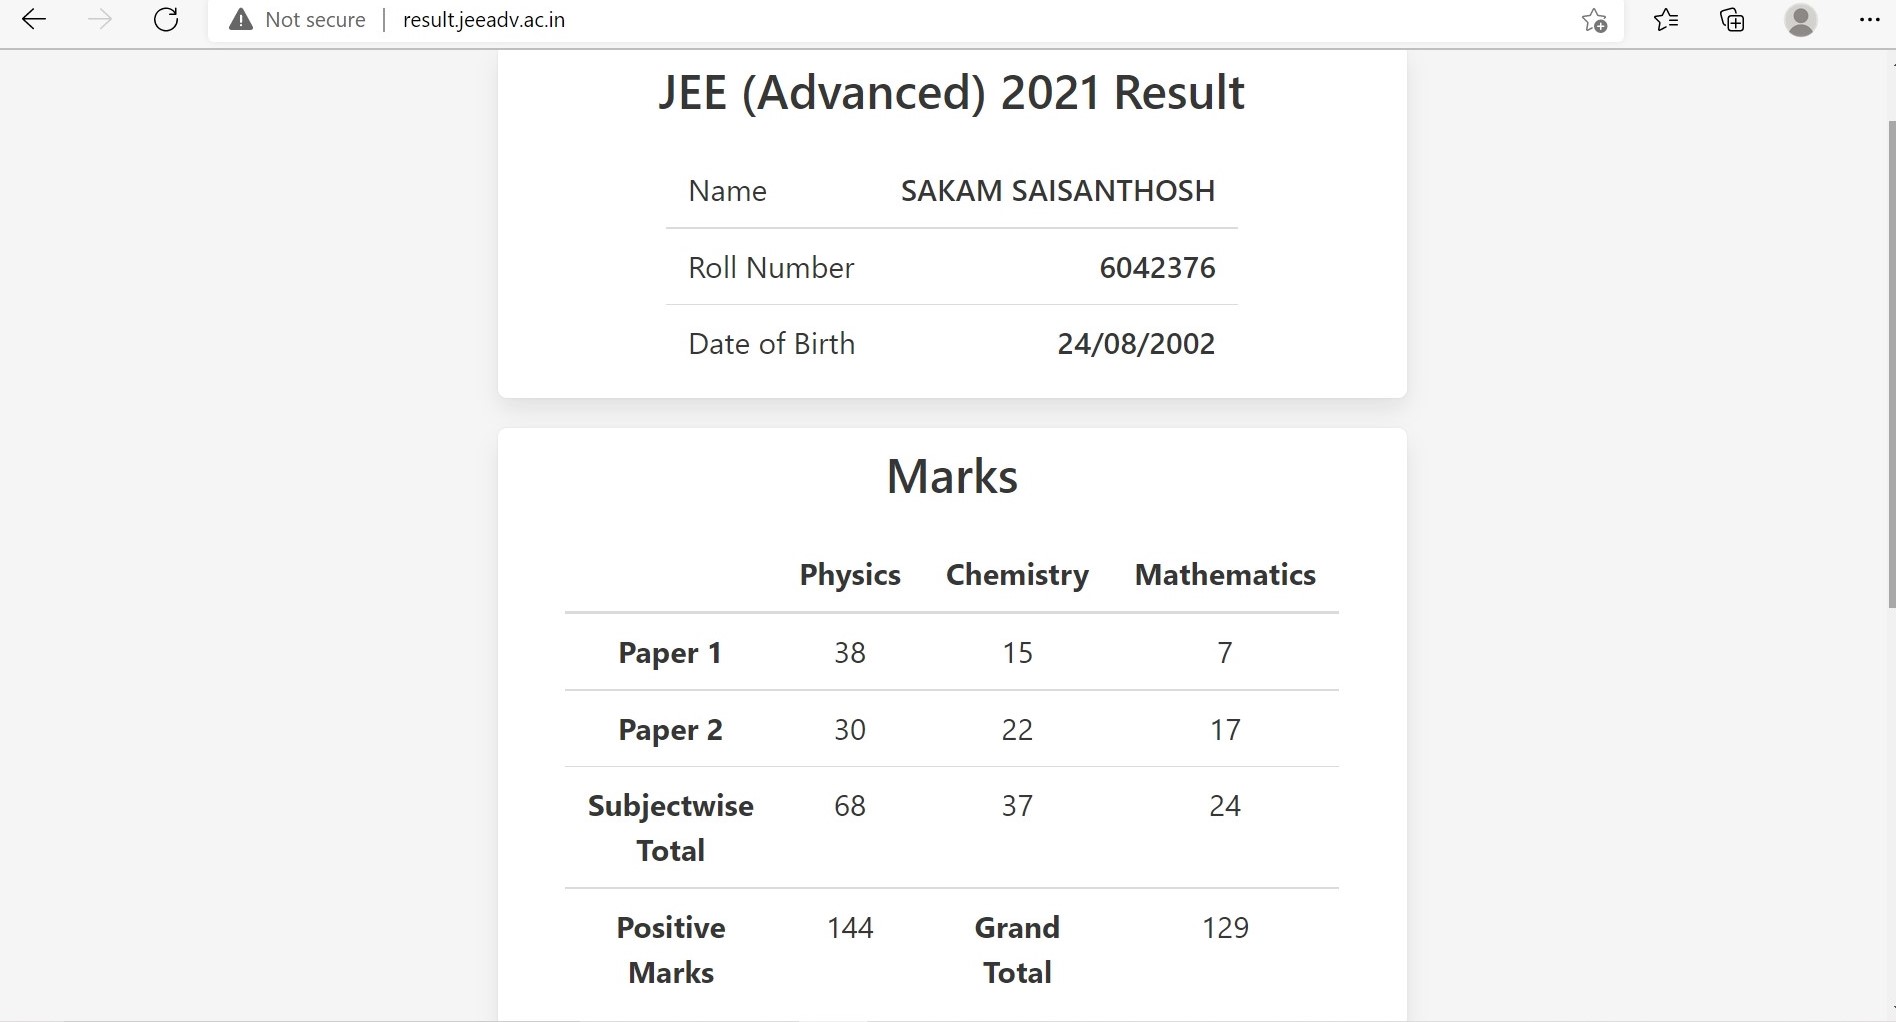 Not secure | result.jeeadv.ac.in
JEE (Advanced) 2021 Result
Name SAKAM SAISANTHOSH
Roll Number 6042376
Date of Birth 24/08/2002
Marks
Physics Chemistry Mathematics
Paper 1 38 15 7
Paper 2 30 22 17
Subjectwise 68 37 24
Total
Positive 144 Grand 129
Marks Total